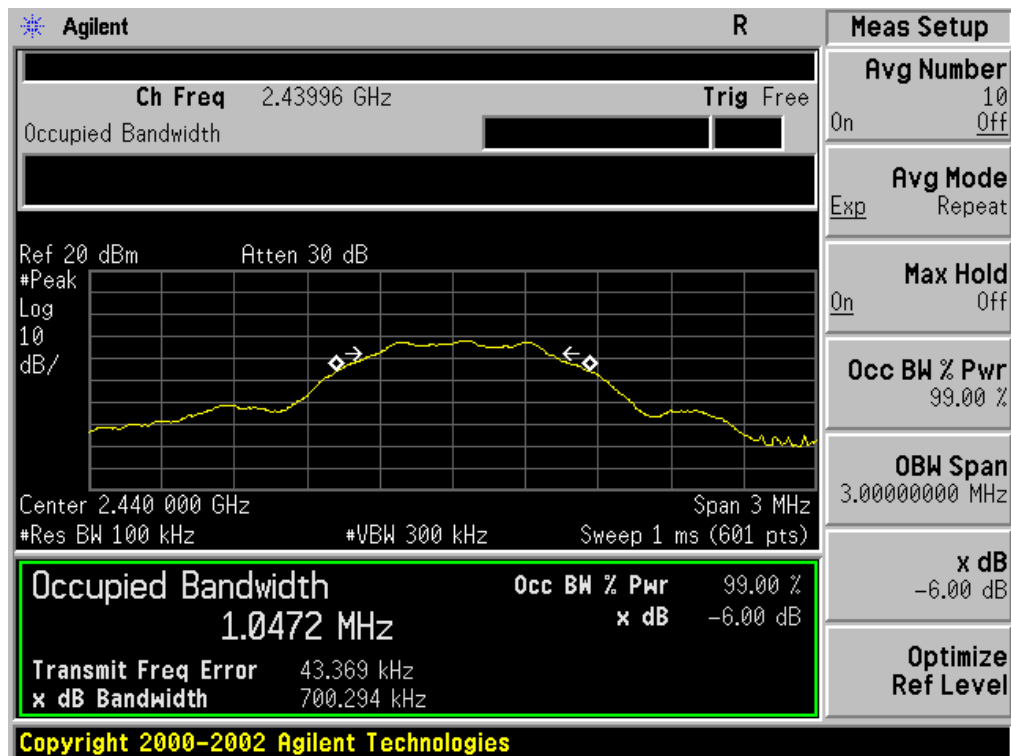 Agilent R Meas Setup
Ch Freq 2.43996 GHz Trig Free
Occupied Bandwidth
Ref 20 dBm Atten 30 dB
#Peak
Log
10
dB/
Center 2.440 000 GHz Span 3 MHz
#Res BW 100 kHz #VBW 300 kHz Sweep 1 ms (601 pts)
Occupied Bandwidth Occ BW % Pwr 99.00 %
1.0472 MHz x dB -6.00 dB
Transmit Freq Error 43.369 kHz
x dB Bandwidth 700.294 kHz
Avg Number
10
On Off
Avg Mode
Exp Repeat
Max Hold
On Off
Occ BW % Pwr
99.00 %
OBW Span
3.00000000 MHz
x dB
-6.00 dB
Optimize
Ref Level
Copyright 2000-2002 Agilent Technologies